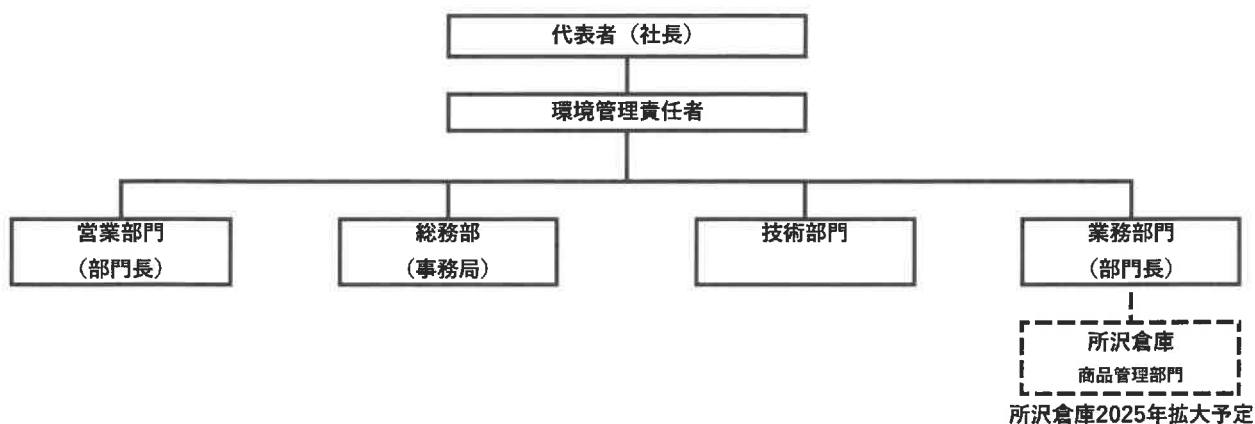 代表者（社長）
環境管理責任者
営業部門
（部門長）
総務部
（事務局）
技術部門
業務部門
（部門長）
所沢倉庫
商品管理部門
所沢倉庫2025年拡大予定